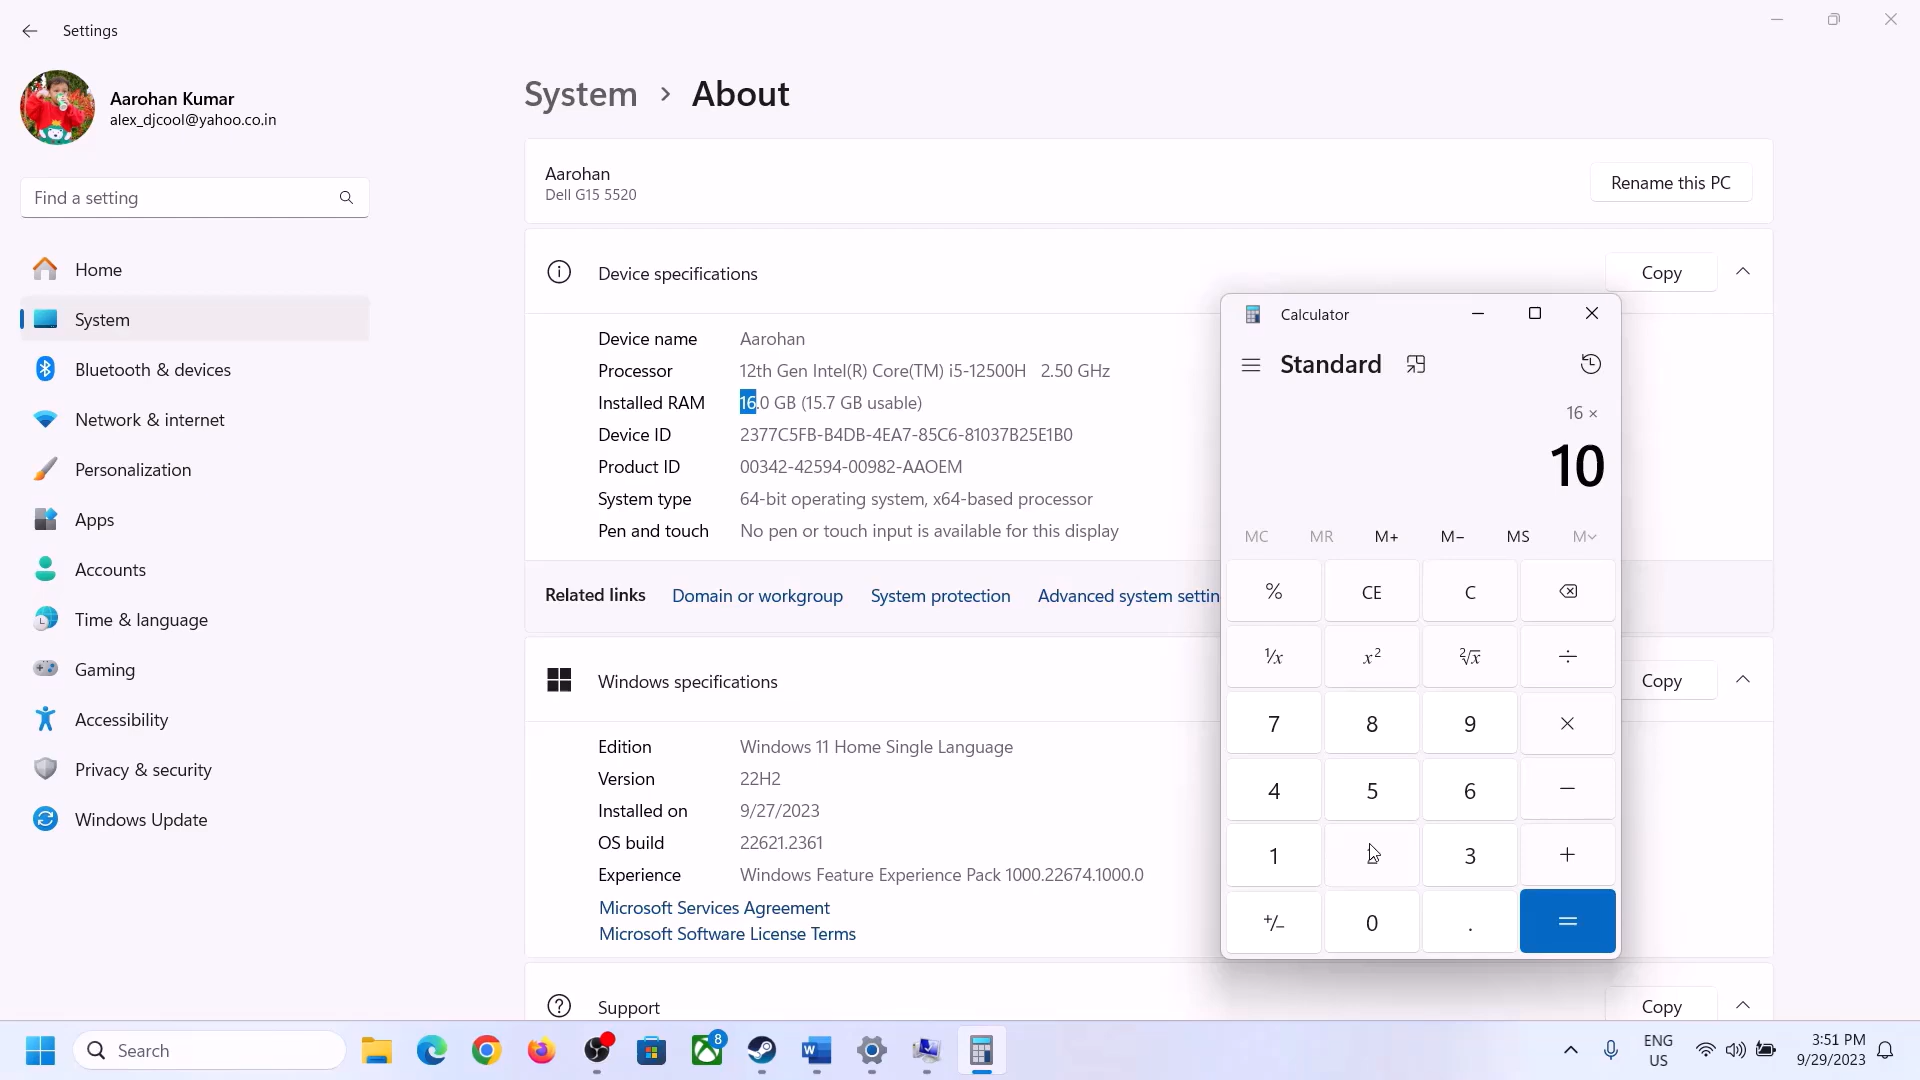 Settings
Aarohan Kumar
alex_djcool@yahoo.co.in
Find a setting
Home
System
Bluetooth & devices
Network & internet
Personalization
Apps
Accounts
Time & language
Gaming
Accessibility
Privacy & security
Windows Update
System > About
Aarohan
Dell G15 5520
Rename this PC
Device specifications
Copy
Device name Aarohan
Processor 12th Gen Intel(R) Core(TM) i5-12500H 2.50 GHz
Installed RAM 16.0 GB (15.7 GB usable)
Device ID 2377C5FB-B4DB-4EA7-85C6-81037B25E1B0
Product ID 00342-42594-00982-AAOEM
System type 64-bit operating system, x64-based processor
Pen and touch No pen or touch input is available for this display
Related links Domain or workgroup System protection Advanced system settin
Windows specifications
Copy
Edition Windows 11 Home Single Language
Version 22H2
Installed on 9/27/2023
OS build 22621.2361
Experience Windows Feature Experience Pack 1000.22674.1000.0
Microsoft Services Agreement
Microsoft Software License Terms
Support
Copy
Calculator
Standard
16 ×
10
MC MR M+ M− MS M
% CE C
1/x x² ²√x ÷
7 8 9 ×
4 5 6 −
1 3 +
+/− 0 . =
Search
8
ENG
US
3:51 PM
9/29/2023